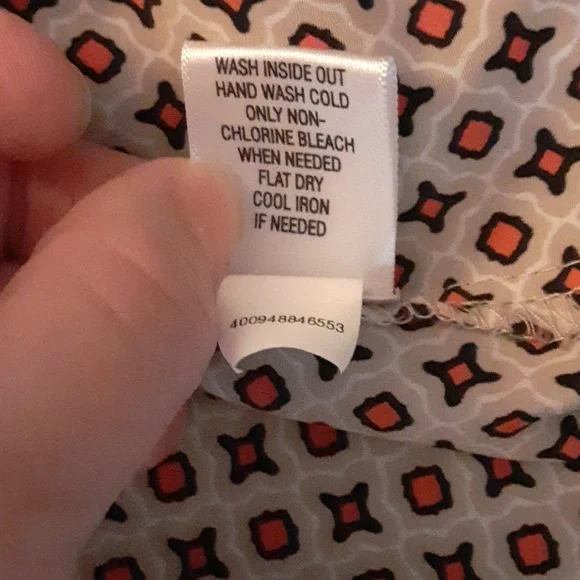 WASH INSIDE OUT
HAND WASH COLD
ONLY NON-
CHLORINE BLEACH
WHEN NEEDED
FLAT DRY
COOL IRON
IF NEEDED
400948846553